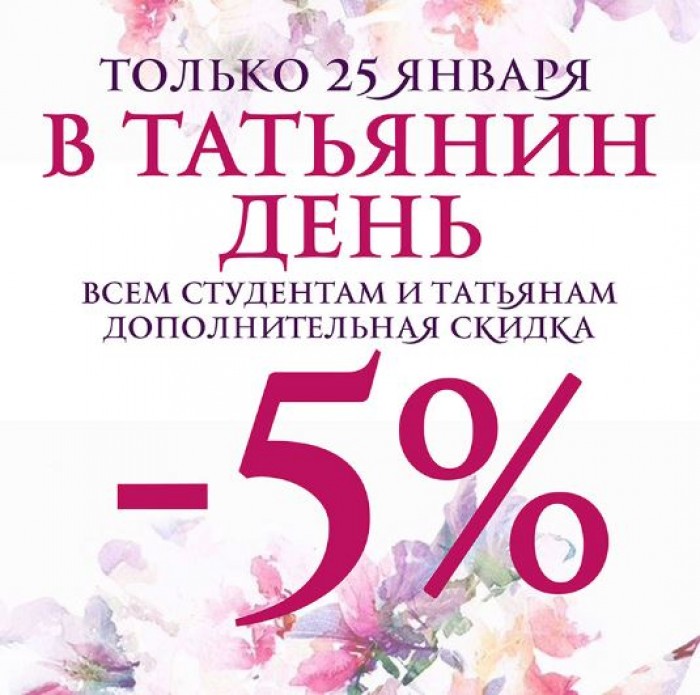 ТОЛЬКО 25 ЯНВАРЯ
В ТАТЬЯНИН
ДЕНЬ
ВСЕМ СТУДЕНТАМ И ТАТЬЯНАМ
ДОПОЛНИТЕЛЬНАЯ СКИДКА
-5%